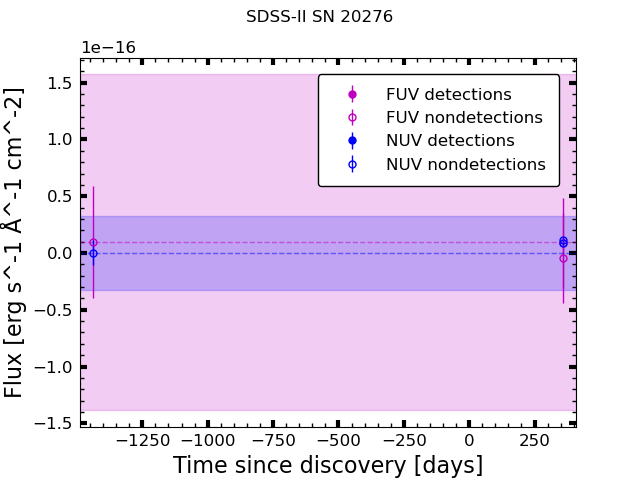 SDSS-II SN 20276
1e−16
1.5
1.0
0.5
0.0
−0.5
−1.0
−1.5
Flux [erg s^-1 Å^-1 cm^-2]
FUV detections
FUV nondetections
NUV detections
NUV nondetections
−1250 −1000 −750 −500 −250 0 250
Time since discovery [days]